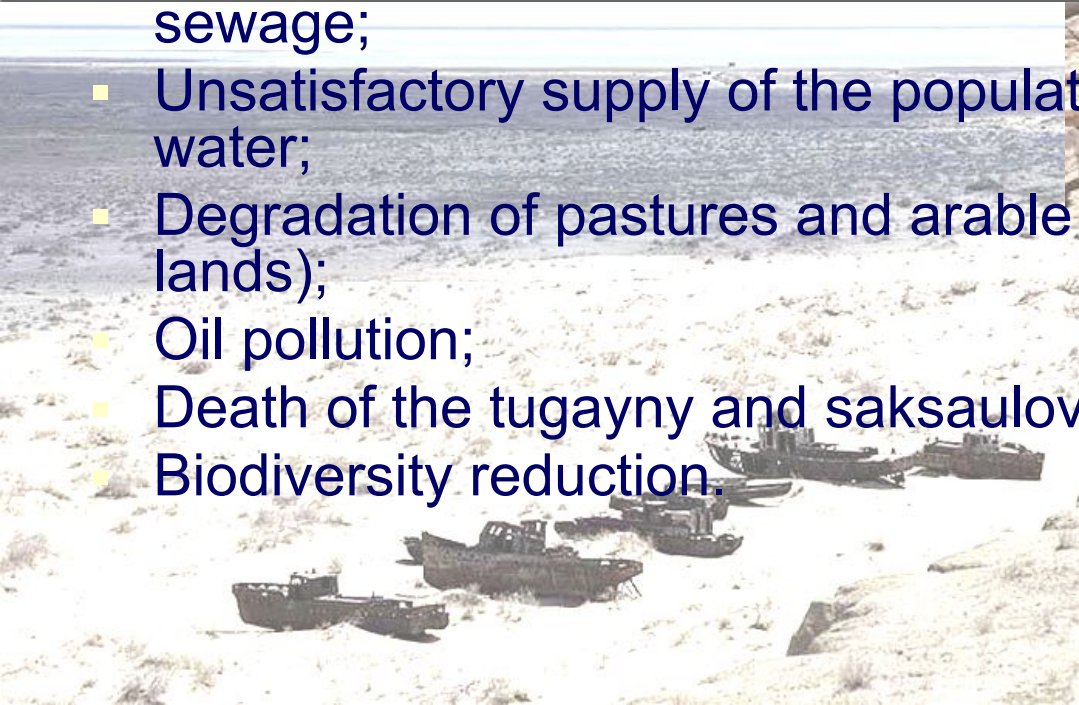 sewage;
Unsatisfactory supply of the populat
water;
Degradation of pastures and arable
lands);
Oil pollution;
Death of the tugayny and saksaulov
Biodiversity reduction.